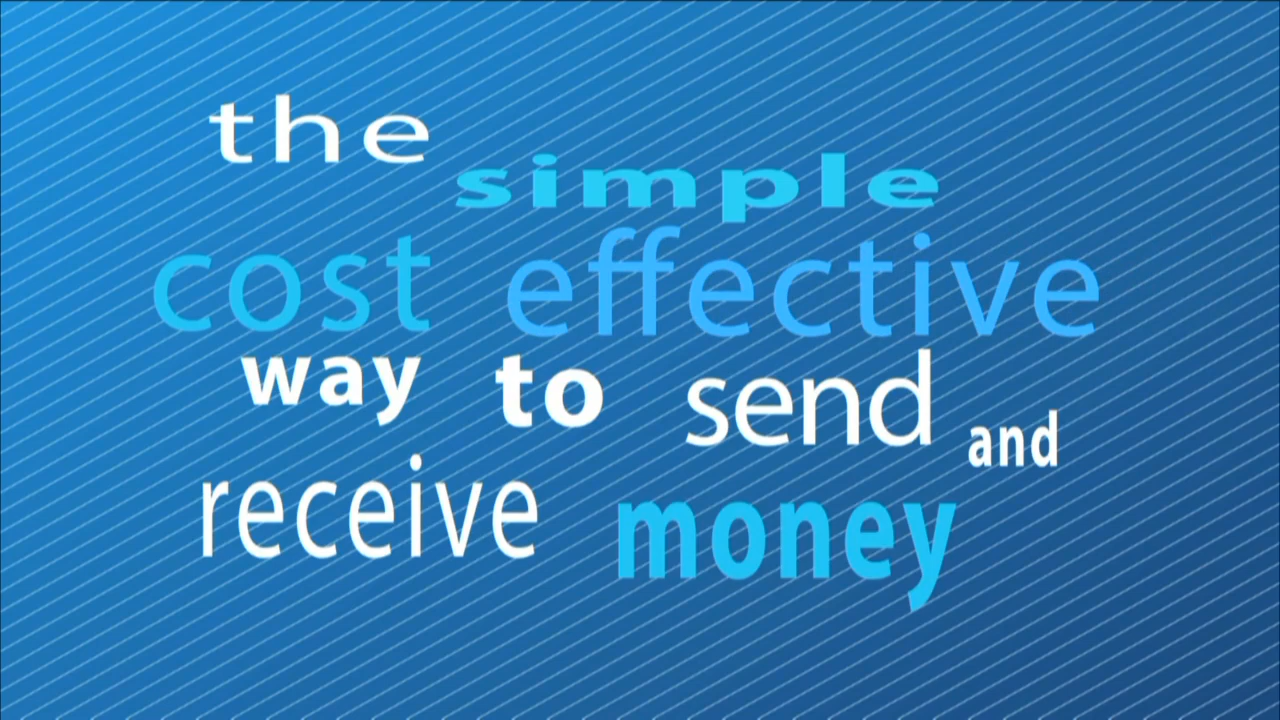 the simple
cost effective
way to send and
receive money